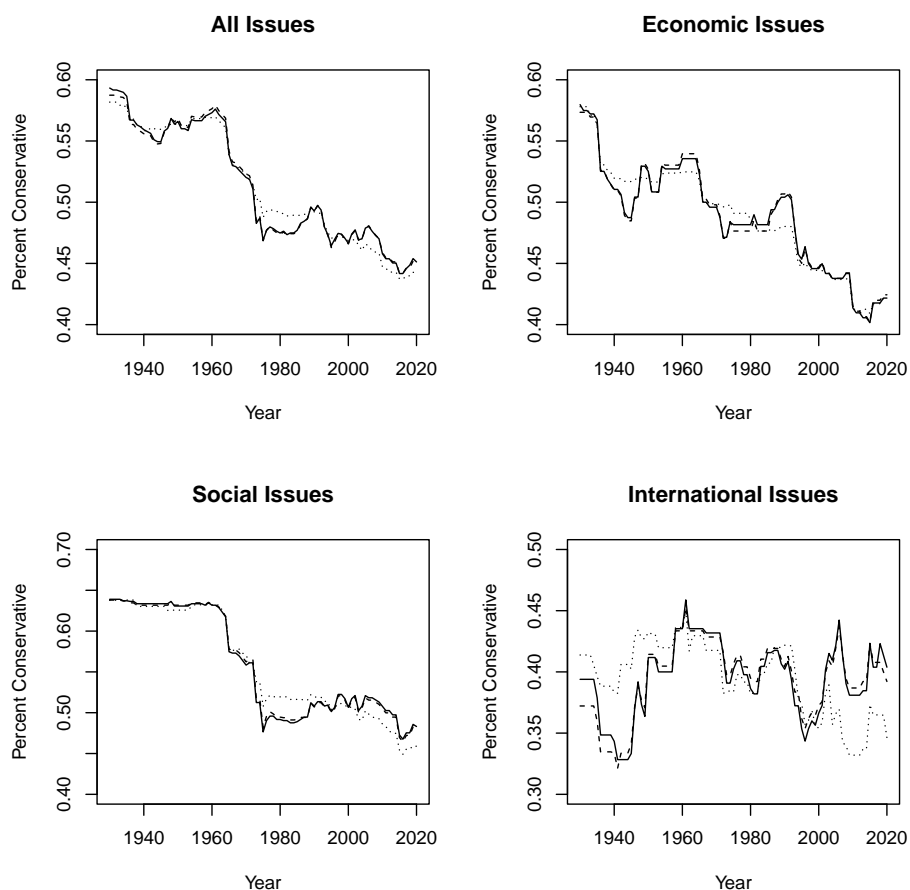 All Issues
Percent Conservative
0.60
0.55
0.50
0.45
0.40
1940 1960 1980 2000 2020
Year
Economic Issues
Percent Conservative
0.60
0.55
0.50
0.45
0.40
1940 1960 1980 2000 2020
Year
Social Issues
Percent Conservative
0.70
0.60
0.50
0.40
1940 1960 1980 2000 2020
Year
International Issues
Percent Conservative
0.50
0.45
0.40
0.35
0.30
1940 1960 1980 2000 2020
Year